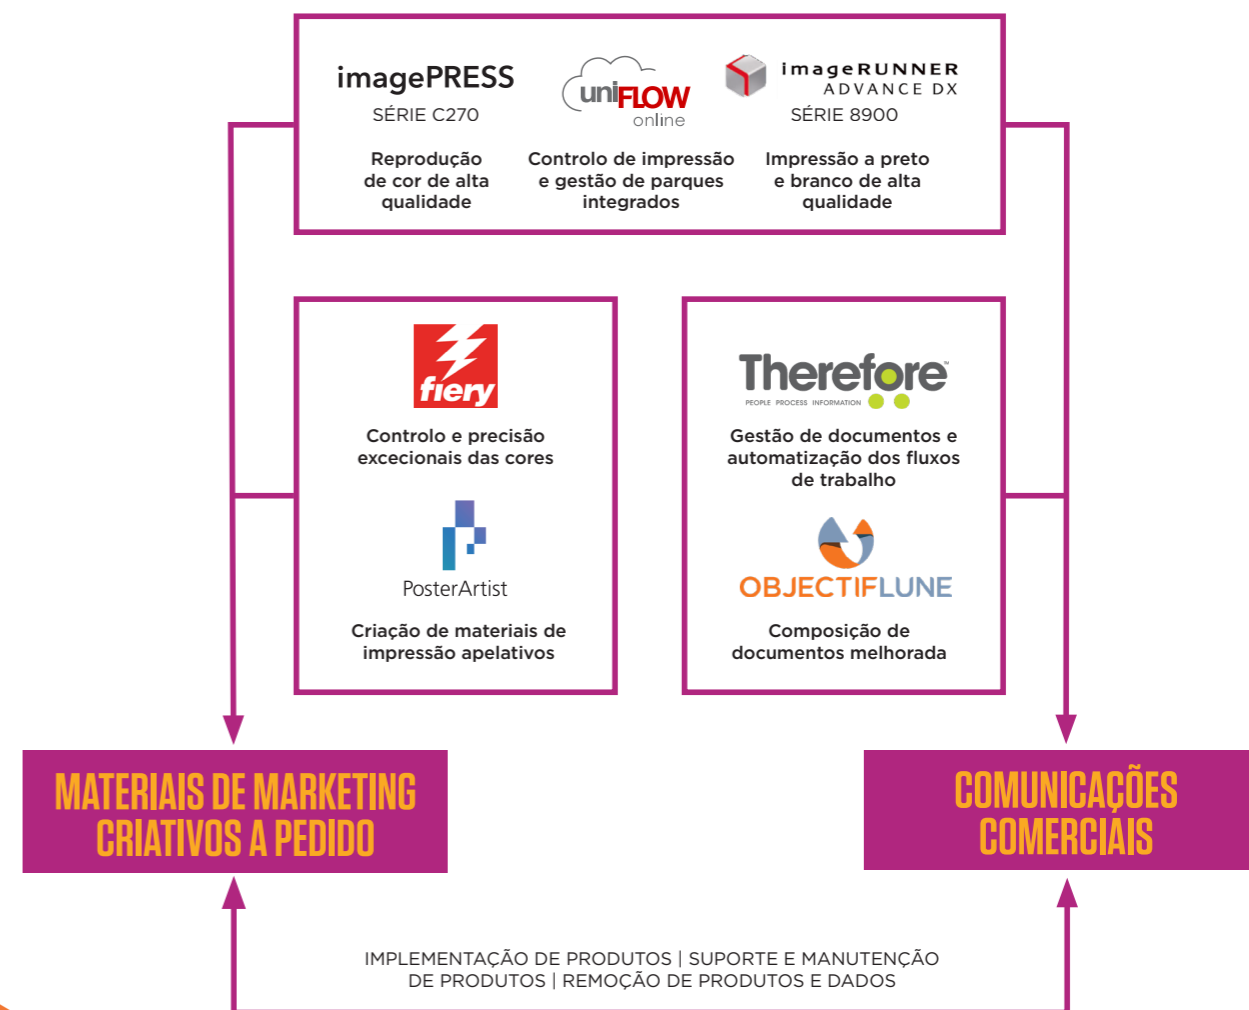 imagePRESS
SÉRIE C270
Reprodução
de cor de alta
qualidade
uniFLOW
online
Controlo de impressão
e gestão de parques
integrados
imageRUNNER
ADVANCE DX
SÉRIE 8900
Impressão a preto
e branco de alta
qualidade
fiery
Controlo e precisão
excecionais das cores
PosterArtist
Criação de materiais de
impressão apelativos
Therefore™
PEOPLE PROCESS INFORMATION
Gestão de documentos e
automatização dos fluxos
de trabalho
OBJECTIFLUNE
Composição de
documentos melhorada
MATERIAIS DE MARKETING
CRIATIVOS A PEDIDO
COMUNICAÇÕES
COMERCIAIS
IMPLEMENTAÇÃO DE PRODUTOS | SUPORTE E MANUTENÇÃO
DE PRODUTOS | REMOÇÃO DE PRODUTOS E DADOS